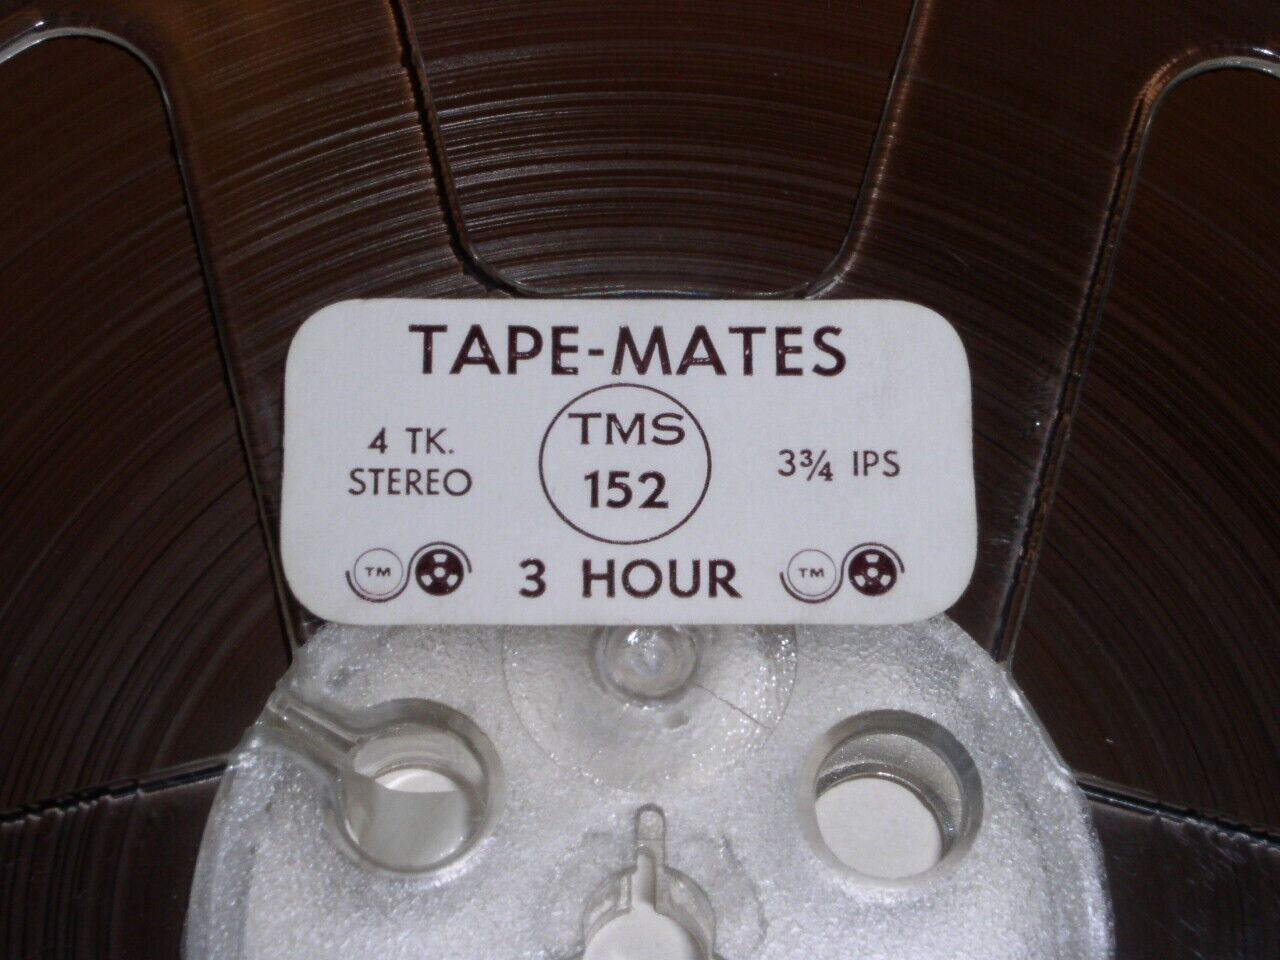 TAPE-MATES
4 TK.
STEREO
TMS
152
3¾ IPS
TM
3 HOUR
TM